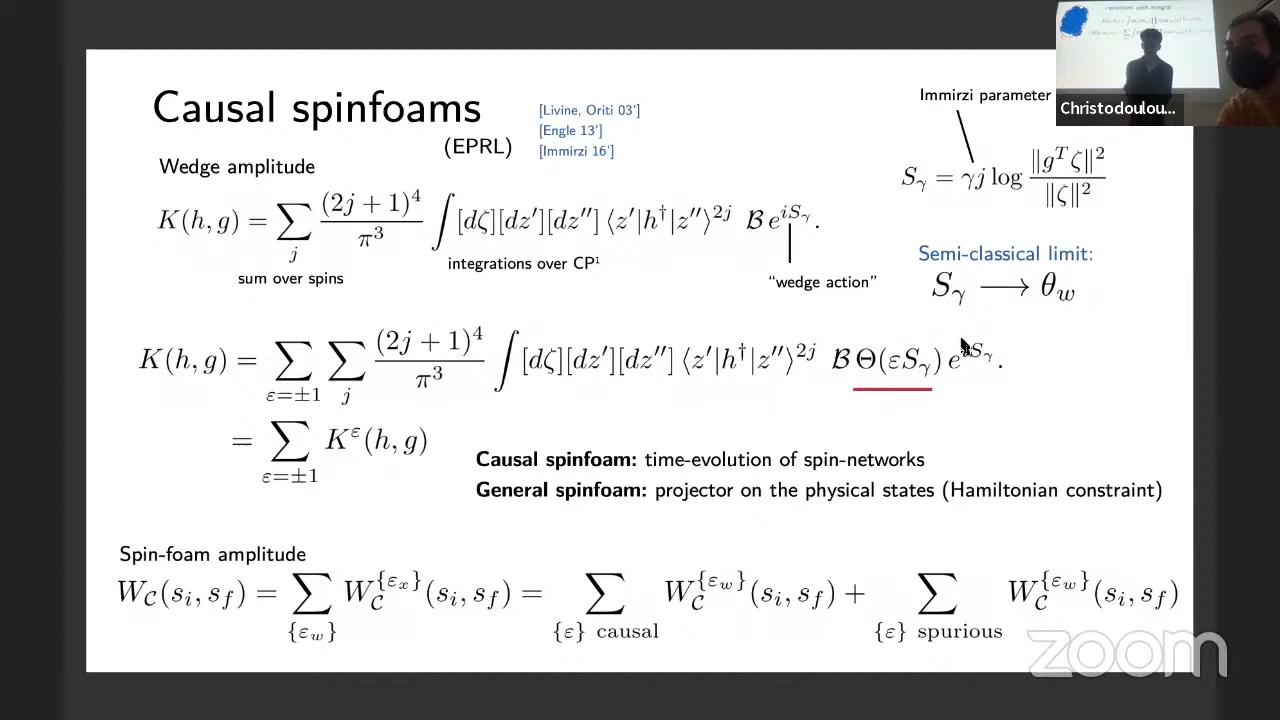 Causal spinfoams
(EPRL)
[Livine, Oriti 03']
[Engle 13']
[Immirzi 16']
Immirzi parameter
Christodoulou...
Wedge amplitude
K(h, g) = ∑_j (2j + 1)^4 / π^3 ∫ [dζ][dz′][dz″] ⟨z′|h†|z″⟩^{2j} ℬ e^{iS_γ}.
sum over spins
integrations over CP¹
"wedge action"
S_γ = γj log ‖g^T ζ‖² / ‖ζ‖²
Semi-classical limit:
S_γ ⟶ θ_w
K(h, g) = ∑_{ε=±1} ∑_j (2j + 1)^4 / π^3 ∫ [dζ][dz′][dz″] ⟨z′|h†|z″⟩^{2j} ℬ Θ(εS_γ) e^{iS_γ}.
= ∑_{ε=±1} K^ε(h, g)
Causal spinfoam: time-evolution of spin-networks
General spinfoam: projector on the physical states (Hamiltonian constraint)
Spin-foam amplitude
W_𝒞(s_i, s_f) = ∑_{{ε_w}} W_𝒞^{{ε_x}}(s_i, s_f) = ∑_{{ε} causal} W_𝒞^{{ε_w}}(s_i, s_f) + ∑_{{ε} spurious} W_𝒞^{{ε_w}}(s_i, s_f)
zoom